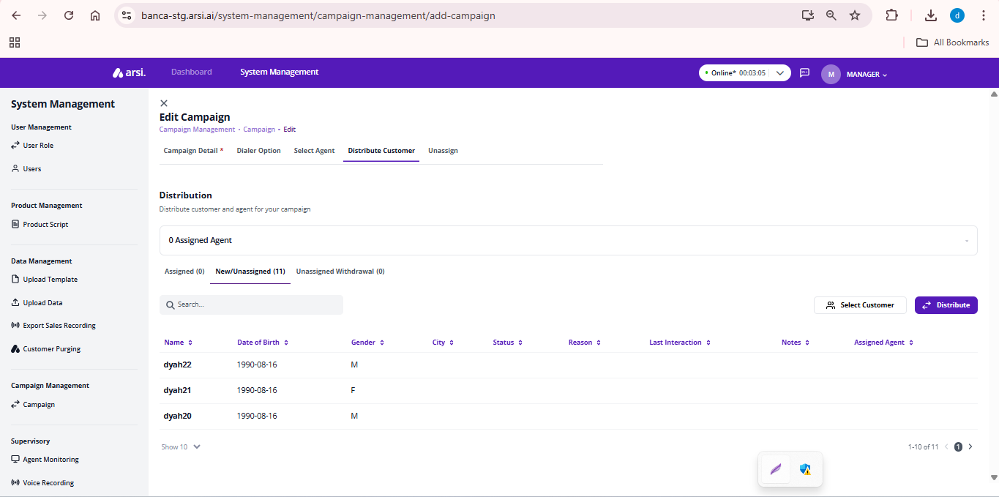 banca-stg.arsi.ai/system-management/campaign-management/add-campaign
d
All Bookmarks
arsi.
Dashboard
System Management
Online* 00:03:05
M
MANAGER
System Management
User Management
User Role
Users
Product Management
Product Script
Data Management
Upload Template
Upload Data
Export Sales Recording
Customer Purging
Campaign Management
Campaign
Supervisory
Agent Monitoring
Voice Recording
Edit Campaign
Campaign Management • Campaign • Edit
Campaign Detail * Dialer Option Select Agent Distribute Customer Unassign
Distribution
Distribute customer and agent for your campaign
0 Assigned Agent -
Assigned (0) New/Unassigned (11) Unassigned Withdrawal (0)
Search...
Select Customer
Distribute
Name Date of Birth Gender City Status Reason Last Interaction Notes Assigned Agent
dyah22 1990-08-16 M
dyah21 1990-08-16 F
dyah20 1990-08-16 M
Show 10
1-10 of 11 1